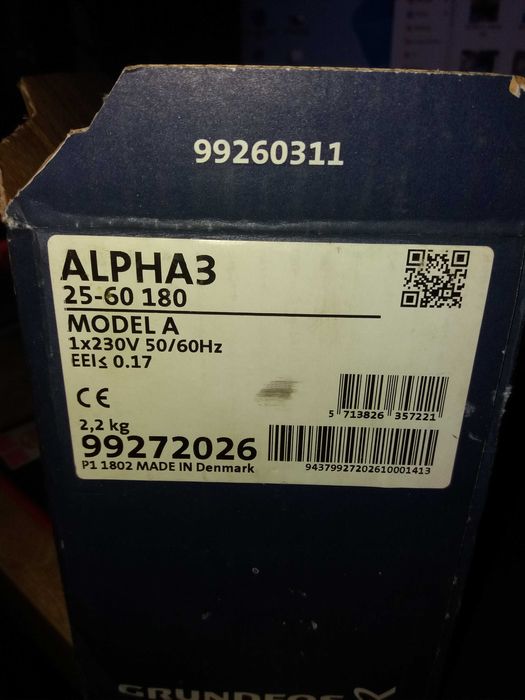 99260311
ALPHA3
25-60 180
MODEL A
1x230V 50/60Hz
EEI≤ 0.17
CE
5 713826 357221
2,2 kg
99272026
P1 1802 MADE IN Denmark
94379927202610001413
GRUNDFOS